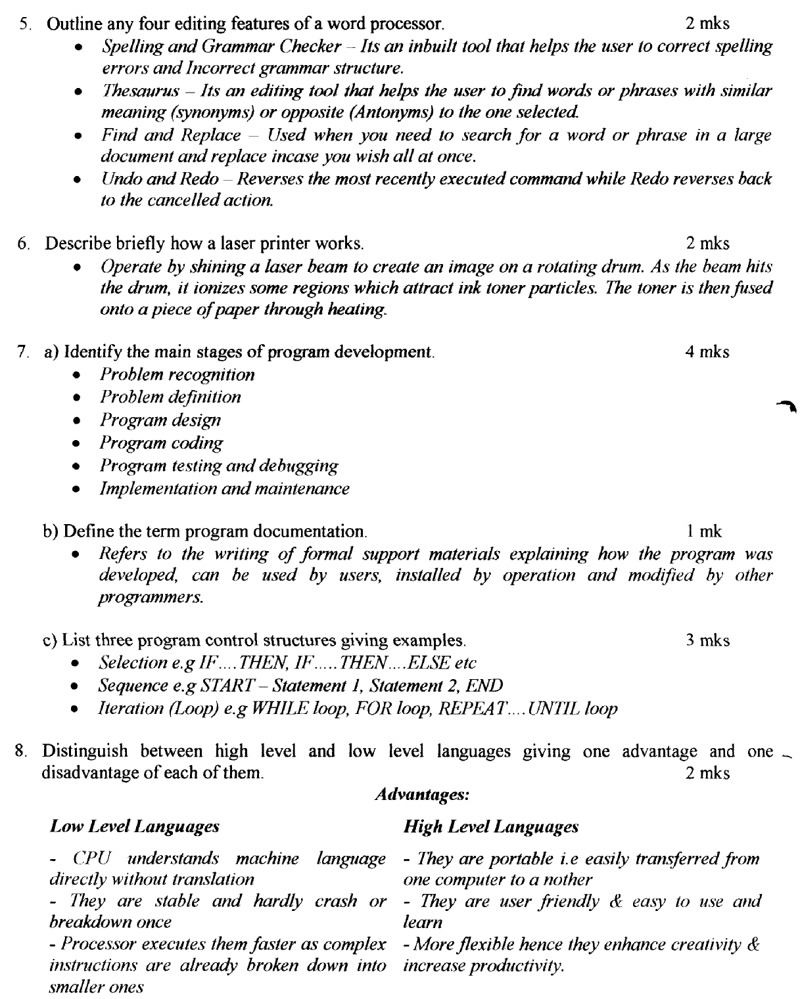 5. Outline any four editing features of a word processor. 2 mks
• Spelling and Grammar Checker – Its an inbuilt tool that helps the user to correct spelling
errors and Incorrect grammar structure.
• Thesaurus – Its an editing tool that helps the user to find words or phrases with similar
meaning (synonyms) or opposite (Antonyms) to the one selected.
• Find and Replace – Used when you need to search for a word or phrase in a large
document and replace incase you wish all at once.
• Undo and Redo – Reverses the most recently executed command while Redo reverses back
to the cancelled action.
6. Describe briefly how a laser printer works. 2 mks
• Operate by shining a laser beam to create an image on a rotating drum. As the beam hits
the drum, it ionizes some regions which attract ink toner particles. The toner is then fused
onto a piece of paper through heating.
7. a) Identify the main stages of program development. 4 mks
• Problem recognition
• Problem definition
• Program design
• Program coding
• Program testing and debugging
• Implementation and maintenance
b) Define the term program documentation. 1 mk
• Refers to the writing of formal support materials explaining how the program was
developed, can be used by users, installed by operation and modified by other
programmers.
c) List three program control structures giving examples. 3 mks
• Selection e.g IF....THEN, IF.....THEN....ELSE etc
• Sequence e.g START – Statement 1, Statement 2, END
• Iteration (Loop) e.g WHILE loop, FOR loop, REPEAT....UNTIL loop
8. Distinguish between high level and low level languages giving one advantage and one
disadvantage of each of them. 2 mks
Advantages:
Low Level Languages High Level Languages
- CPU understands machine language - They are portable i.e easily transferred from
directly without translation one computer to a nother
- They are stable and hardly crash or - They are user friendly & easy to use and
breakdown once learn
- Processor executes them faster as complex - More flexible hence they enhance creativity &
instructions are already broken down into increase productivity.
smaller ones